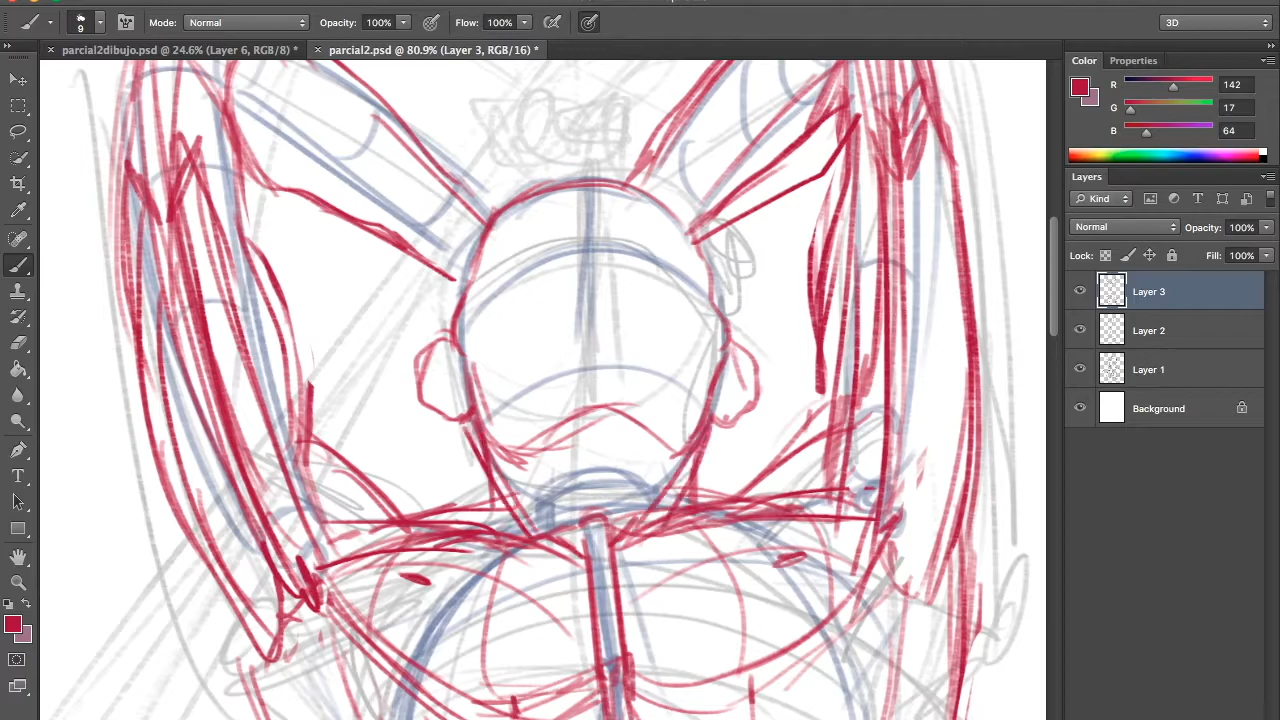 9 Mode: Normal Opacity: 100% Flow: 100% 3D
parcial2dibujo.psd @ 24.6% (Layer 6, RGB/8) * parcial2.psd @ 80.9% (Layer 3, RGB/16) *
Color Properties
R 142
G 17
B 64
Layers
Kind
Normal Opacity: 100%
Lock: Fill: 100%
Layer 3
Layer 2
Layer 1
Background